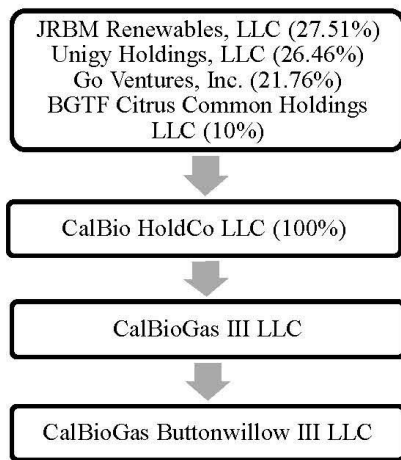 JRBM Renewables, LLC (27.51%)
Unigy Holdings, LLC (26.46%)
Go Ventures, Inc. (21.76%)
BGTF Citrus Common Holdings
LLC (10%)
CalBio HoldCo LLC (100%)
CalBioGas III LLC
CalBioGas Buttonwillow III LLC